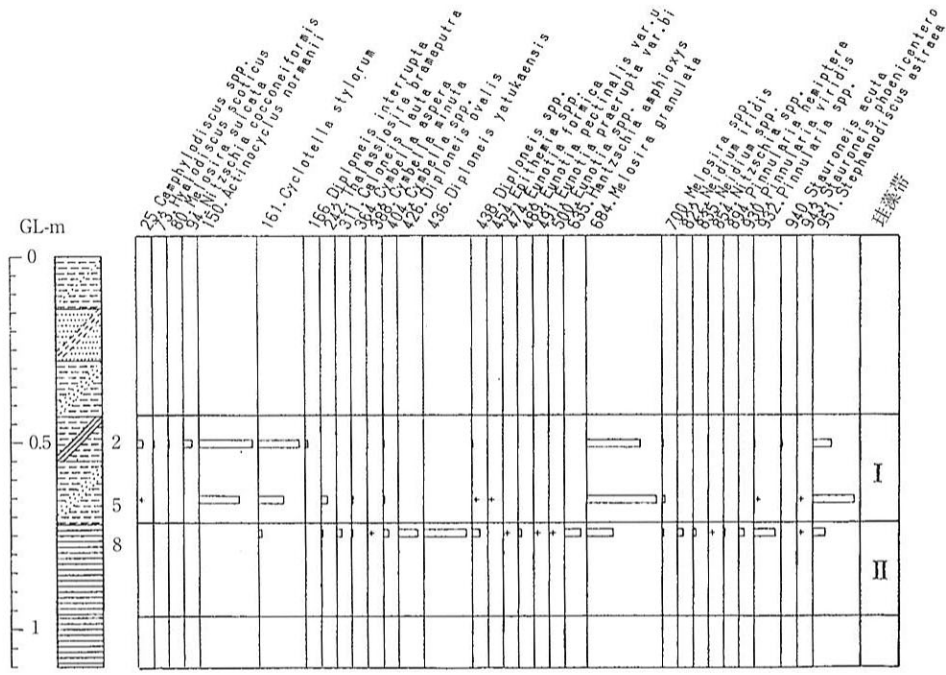 25. Camphylodiscus spp.
73. Hyalodiscus scoticus
80. Melosira sulcata
94. Nitzschia cocconeiformis
150. Actinocyclus normanii
161. Cyclotella stylorum
166. Diploneis interrupta
242. Thalassiosira bramaputra
311. Caloneis lauta
364. Cymbella aspera
388. Cymbella minuta
404. Cymbella spp.
426. Diploneis ovalis
436. Diploneis yatukaensis
438. Diploneis spp.
454. Epithemia spp.
474. Eunotia formica
489. Eunotia pectinalis var.u
491. Eunotia praerupta var.bi
500. Eunotia spp.
635. Hantzschia amphioxys
684. Melosira granulata
700. Melosira spp.
Neidium iridis
Neidium spp.
854. Nitzschia spp.
894. Pinnularia hemiptera
930. Pinnularia viridis
932. Pinnularia spp.
940. Stauroneis acuta
943. Stauroneis phoenicentero
951. Stephanodiscus astraea
珪藻帯
GL-m
0
0.5
2
I
5
8
II
1